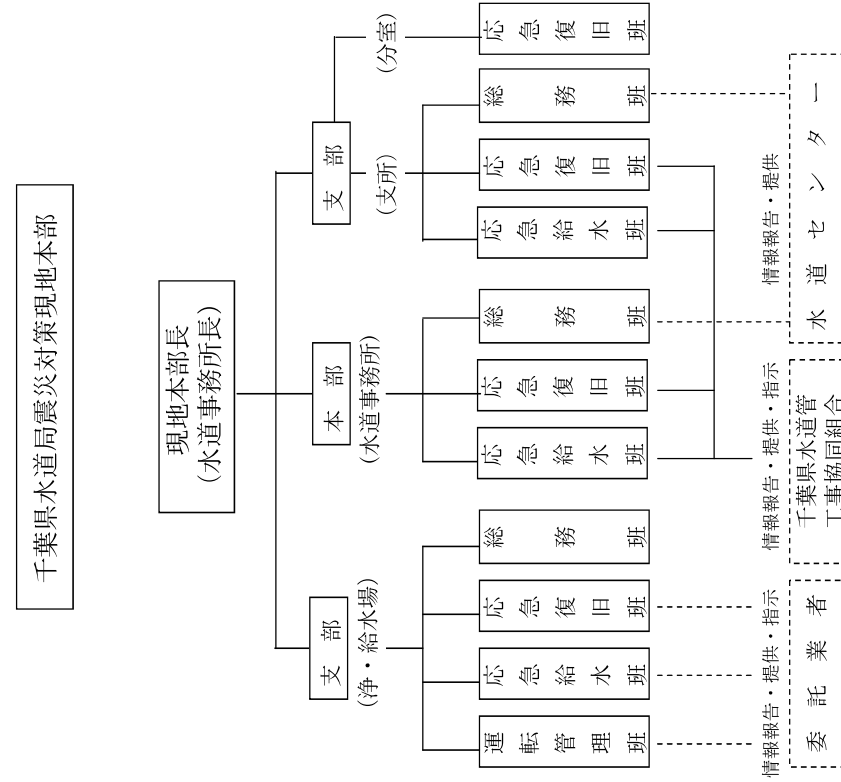 千葉県水道局震災対策現地本部
現地本部長
(水道事務所長)
支部
(浄・給水場)
本部
(水道事務所)
支部
(支所)
(分室)
運転管理班
応急給水班
応急復旧班
総務班
応急給水班
応急復旧班
総務班
応急給水班
応急復旧班
総務班
応急復旧班
情報報告・提供・指示
情報報告・提供・指示
情報報告・提供
委託業者
千葉県水道管
工事協同組合
水道センター